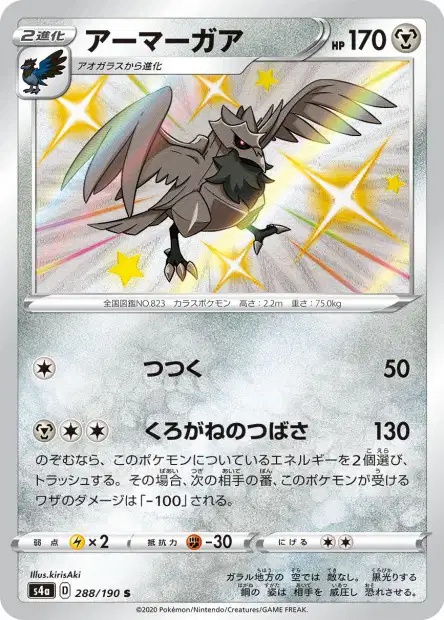 2進化
アーマーガア
HP 170
アオガラスから進化
全国図鑑NO.823 カラスポケモン 高さ:2.2m 重さ:75.0kg
つつく 50
くろがねのつばさ 130
のぞむなら、このポケモンについているエネルギーを2個選び、
トラッシュする。その場合、次の相手の番、このポケモンが受ける
ワザのダメージは「-100」される。
弱点 ×2 抵抗力 -30 にげる
ガラル地方の 空では 敵なし。 黒光りする
鋼の 姿は 相手を 威圧し 恐れさせる。
Illus.kirisAki
s4a D 288/190 S
©2020 Pokémon/Nintendo/Creatures/GAME FREAK.